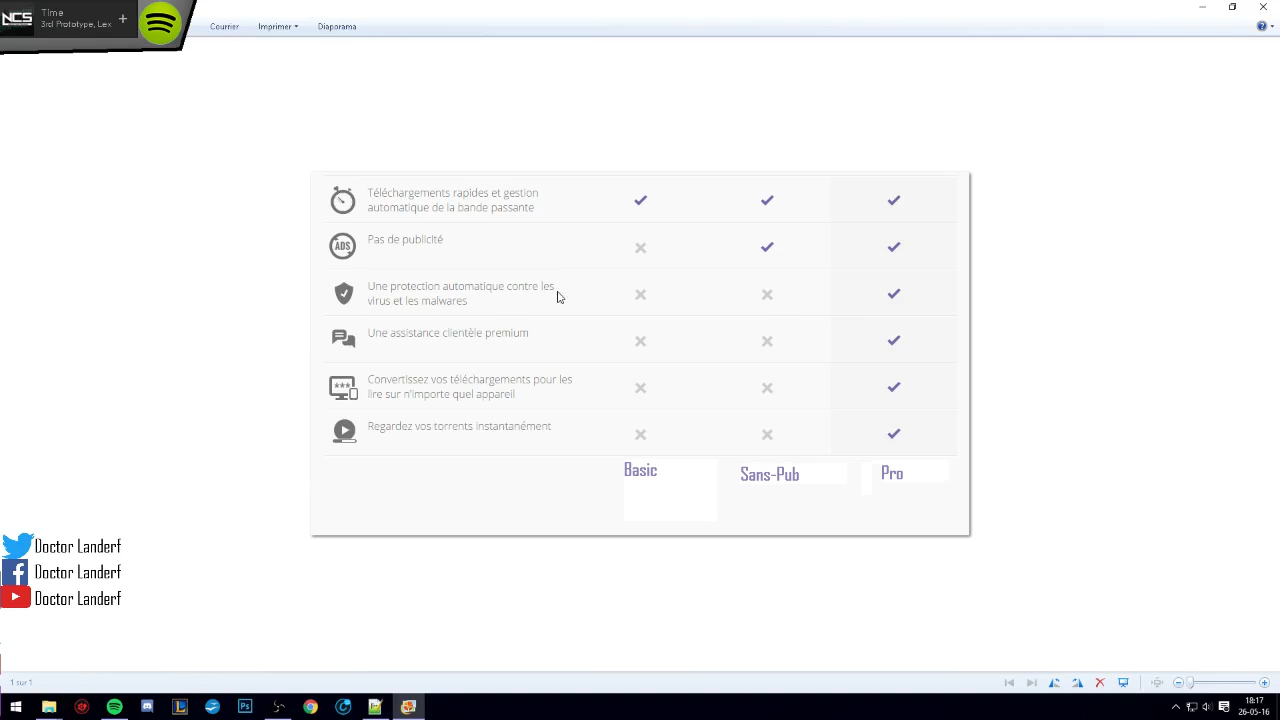 NCS
Time
3rd Prototype, Lex
+
Courrier
Imprimer
Diaporama
Téléchargements rapides et gestion
automatique de la bande passante
ADS
Pas de publicité
Une protection automatique contre les
virus et les malwares
Une assistance clientèle premium
***
Convertissez vos téléchargements pour les
lire sur n'importe quel appareil
Regardez vos torrents instantanément
Basic
Sans-Pub
Pro
Doctor Landerf
Doctor Landerf
Doctor Landerf
1 sur 1
Ps
18:17
26-05-16